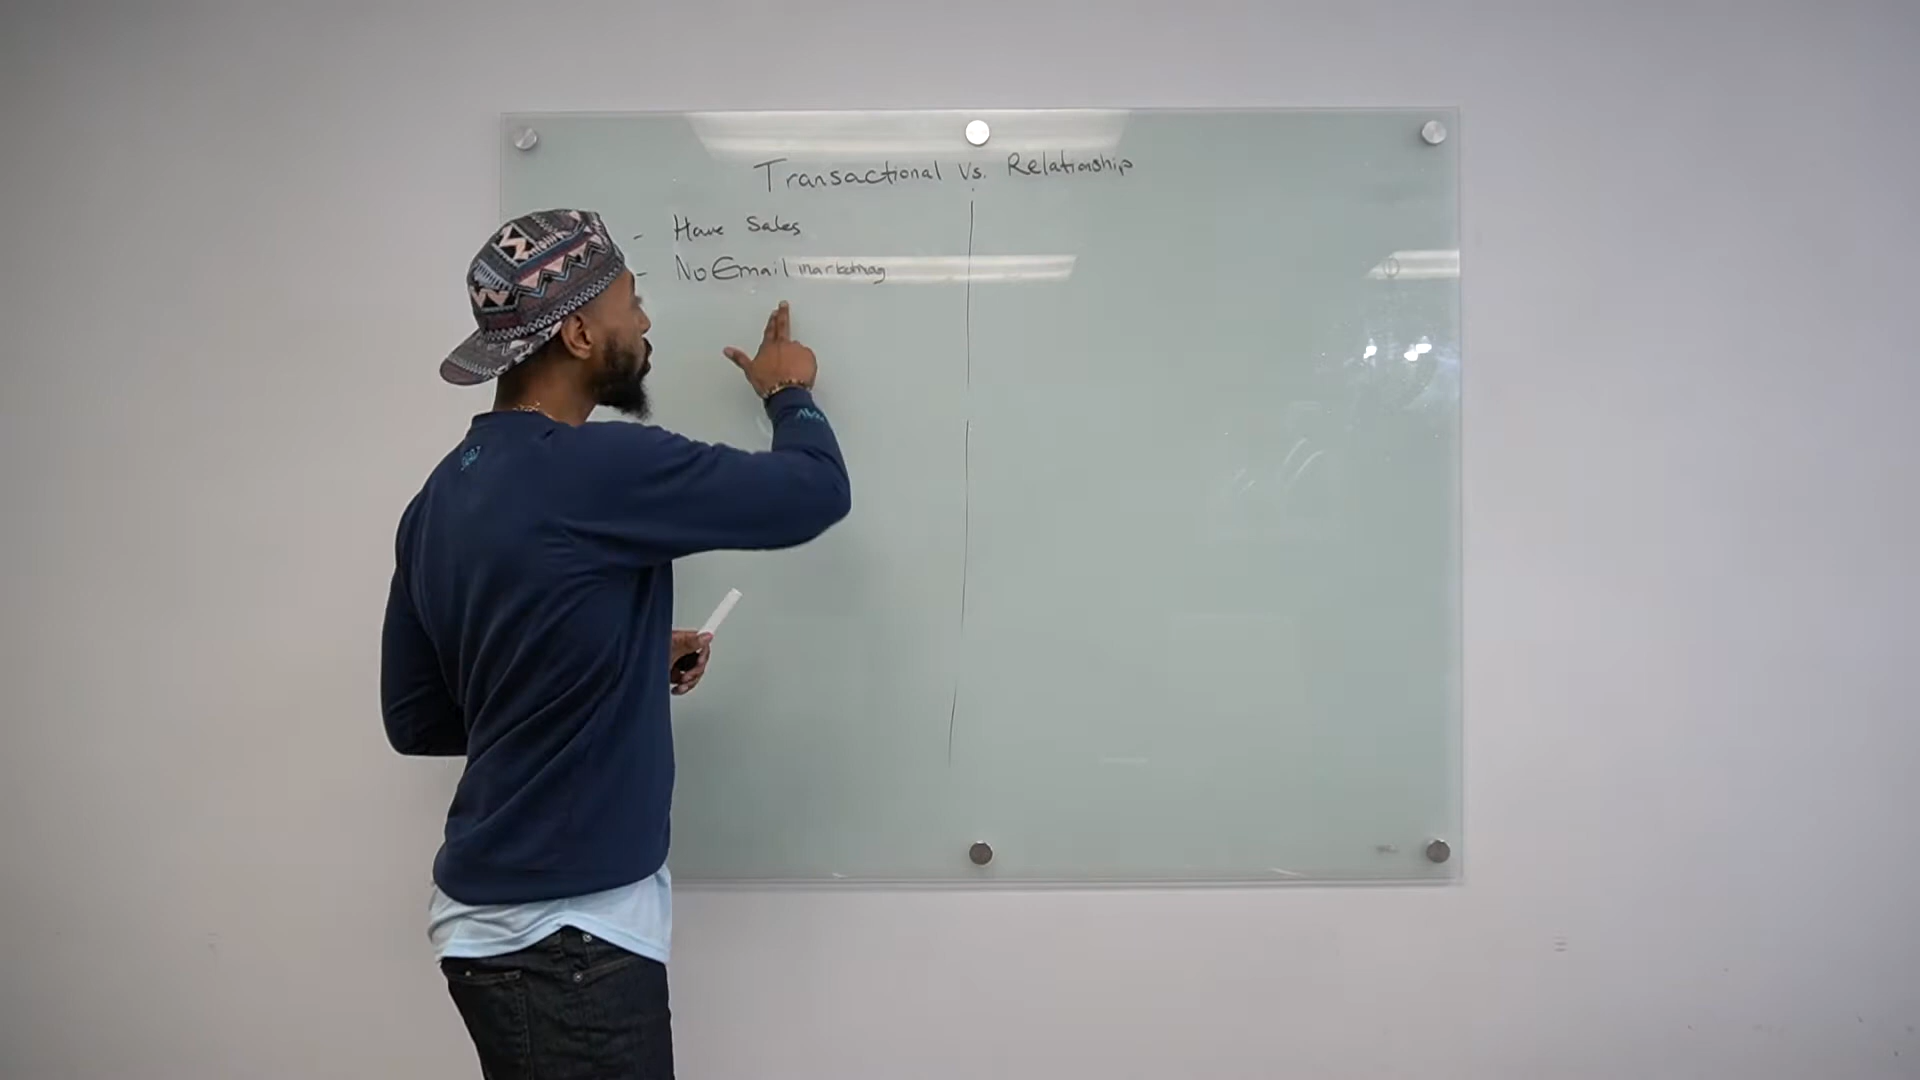 Transactional Vs. Relationship
- Have Sales
- No Email marketing